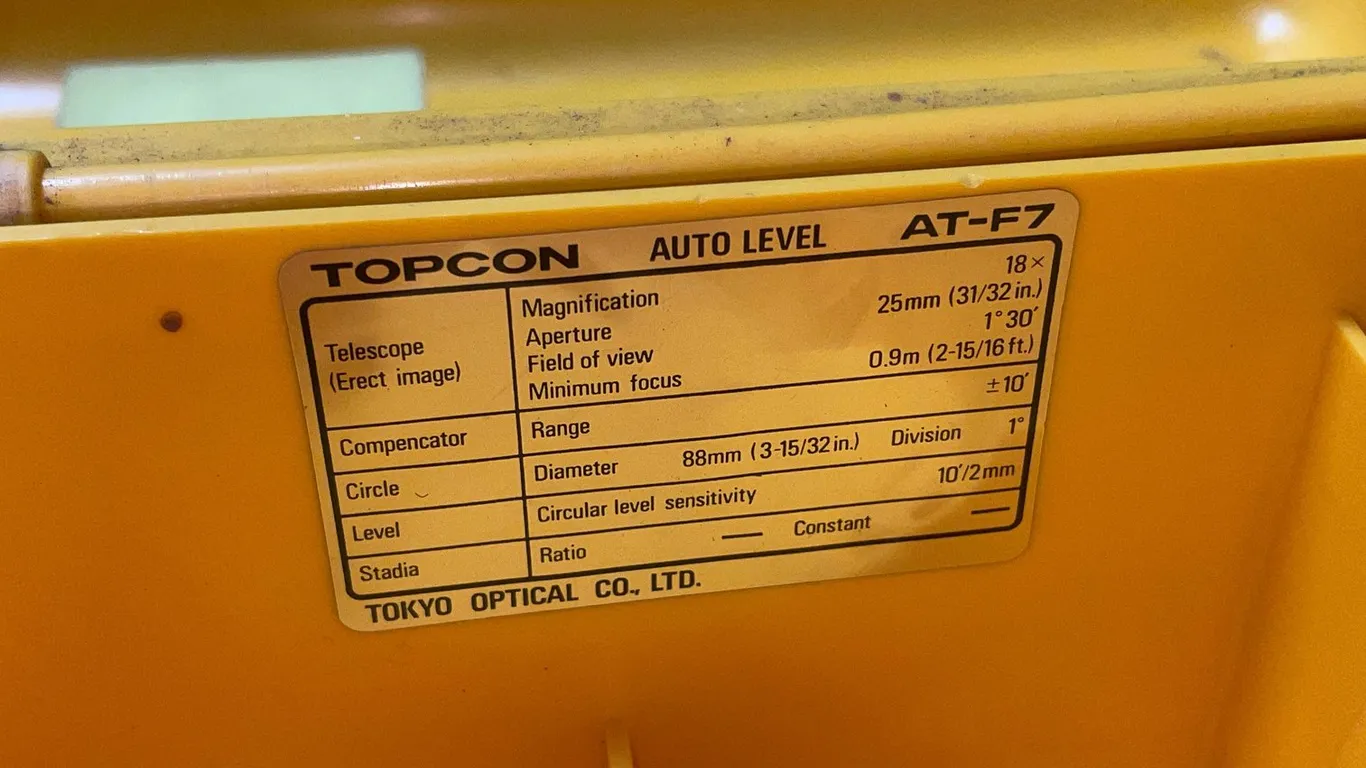 TOPCON AUTO LEVEL AT-F7
Telescope
(Erect image)
Magnification 18×
Aperture 25mm (31/32 in.)
Field of view 1°30′
Minimum focus 0.9m (2-15/16 ft.)
Compencator Range ±10′
Circle Diameter 88mm (3-15/32 in.) Division 1°
Level Circular level sensitivity 10′/2mm
Stadia Ratio — Constant —
TOKYO OPTICAL CO., LTD.